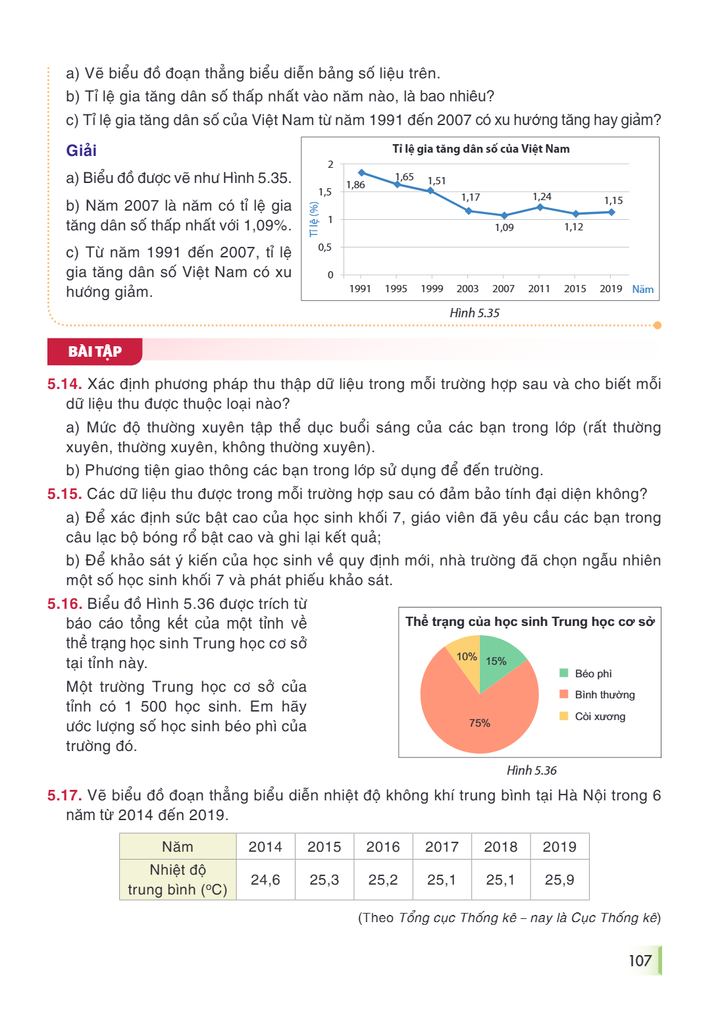 a) Vẽ biểu đồ đoạn thẳng biểu diễn bảng số liệu trên.
b) Tỉ lệ gia tăng dân số thấp nhất vào năm nào, là bao nhiêu?
c) Tỉ lệ gia tăng dân số của Việt Nam từ năm 1991 đến 2007 có xu hướng tăng hay giảm?
Giải
a) Biểu đồ được vẽ như Hình 5.35.
b) Năm 2007 là năm có tỉ lệ gia
tăng dân số thấp nhất với 1,09%.
c) Từ năm 1991 đến 2007, tỉ lệ
gia tăng dân số Việt Nam có xu
hướng giảm.
Tỉ lệ gia tăng dân số của Việt Nam
Tỉ lệ (%)
2
1,5
1
0,5
0
1,86
1,65
1,51
1,17
1,09
1,24
1,12
1,15
1991 1995 1999 2003 2007 2011 2015 2019 Năm
Hình 5.35
BÀI TẬP
5.14. Xác định phương pháp thu thập dữ liệu trong mỗi trường hợp sau và cho biết mỗi
dữ liệu thu được thuộc loại nào?
a) Mức độ thường xuyên tập thể dục buổi sáng của các bạn trong lớp (rất thường
xuyên, thường xuyên, không thường xuyên).
b) Phương tiện giao thông các bạn trong lớp sử dụng để đến trường.
5.15. Các dữ liệu thu được trong mỗi trường hợp sau có đảm bảo tính đại diện không?
a) Để xác định sức bật cao của học sinh khối 7, giáo viên đã yêu cầu các bạn trong
câu lạc bộ bóng rổ bật cao và ghi lại kết quả;
b) Để khảo sát ý kiến của học sinh về quy định mới, nhà trường đã chọn ngẫu nhiên
một số học sinh khối 7 và phát phiếu khảo sát.
5.16. Biểu đồ Hình 5.36 được trích từ
báo cáo tổng kết của một tỉnh về
thể trạng học sinh Trung học cơ sở
tại tỉnh này.
Một trường Trung học cơ sở của
tỉnh có 1 500 học sinh. Em hãy
ước lượng số học sinh béo phì của
trường đó.
Thể trạng của học sinh Trung học cơ sở
10%
15%
75%
Béo phì
Bình thường
Còi xương
Hình 5.36
5.17. Vẽ biểu đồ đoạn thẳng biểu diễn nhiệt độ không khí trung bình tại Hà Nội trong 6
năm từ 2014 đến 2019.
Năm 2014 2015 2016 2017 2018 2019
Nhiệt độ
trung bình (ºC) 24,6 25,3 25,2 25,1 25,1 25,9
(Theo Tổng cục Thống kê – nay là Cục Thống kê)
107